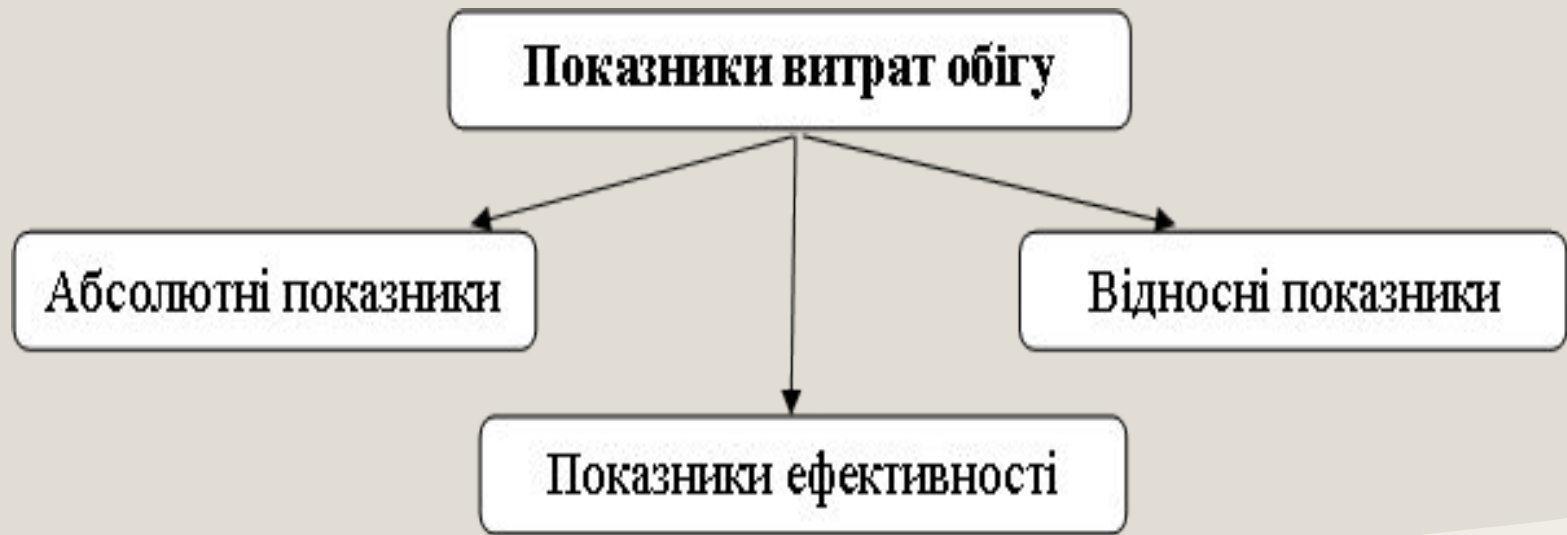 Показники витрат обігу
Абсолютні показники
Відносні показники
Показники ефективності